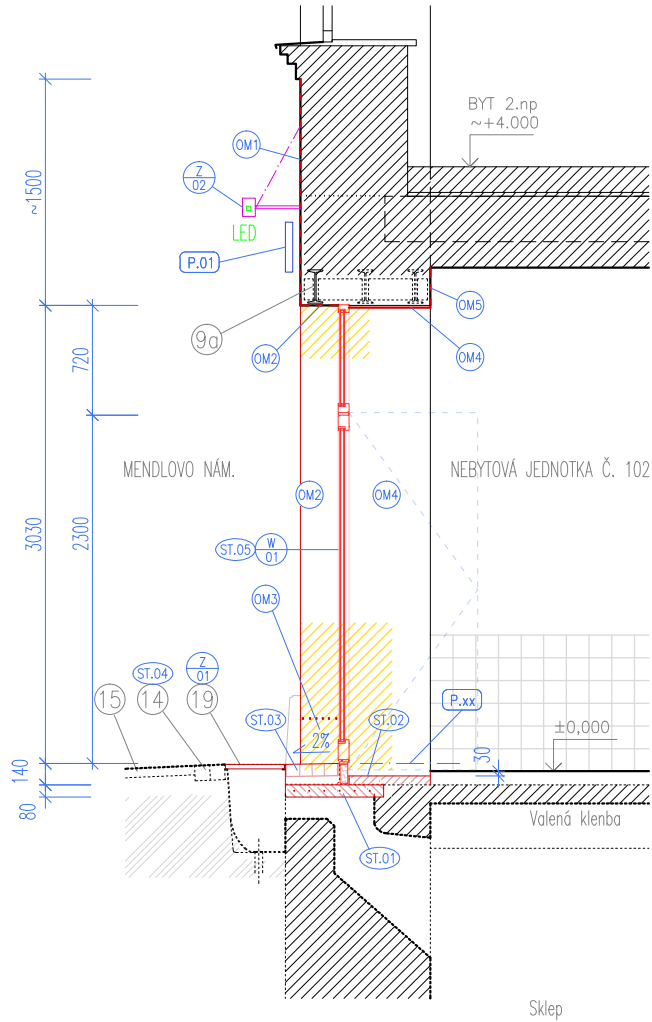 BYT 2.np
~+4.000
OM1
Z
02
~1500
LED
P.01
OM5
9a
OM2
OM4
720
MENDLOVO NÁM.
NEBYTOVÁ JEDNOTKA Č. 102
OM2
OM4
3030
2300
ST.05
W
01
OM3
ST.04
Z
01
15
14
19
ST.03
ST.02
P.xx
2%
±0,000
30
140
80
Valená klenba
ST.01
Sklep